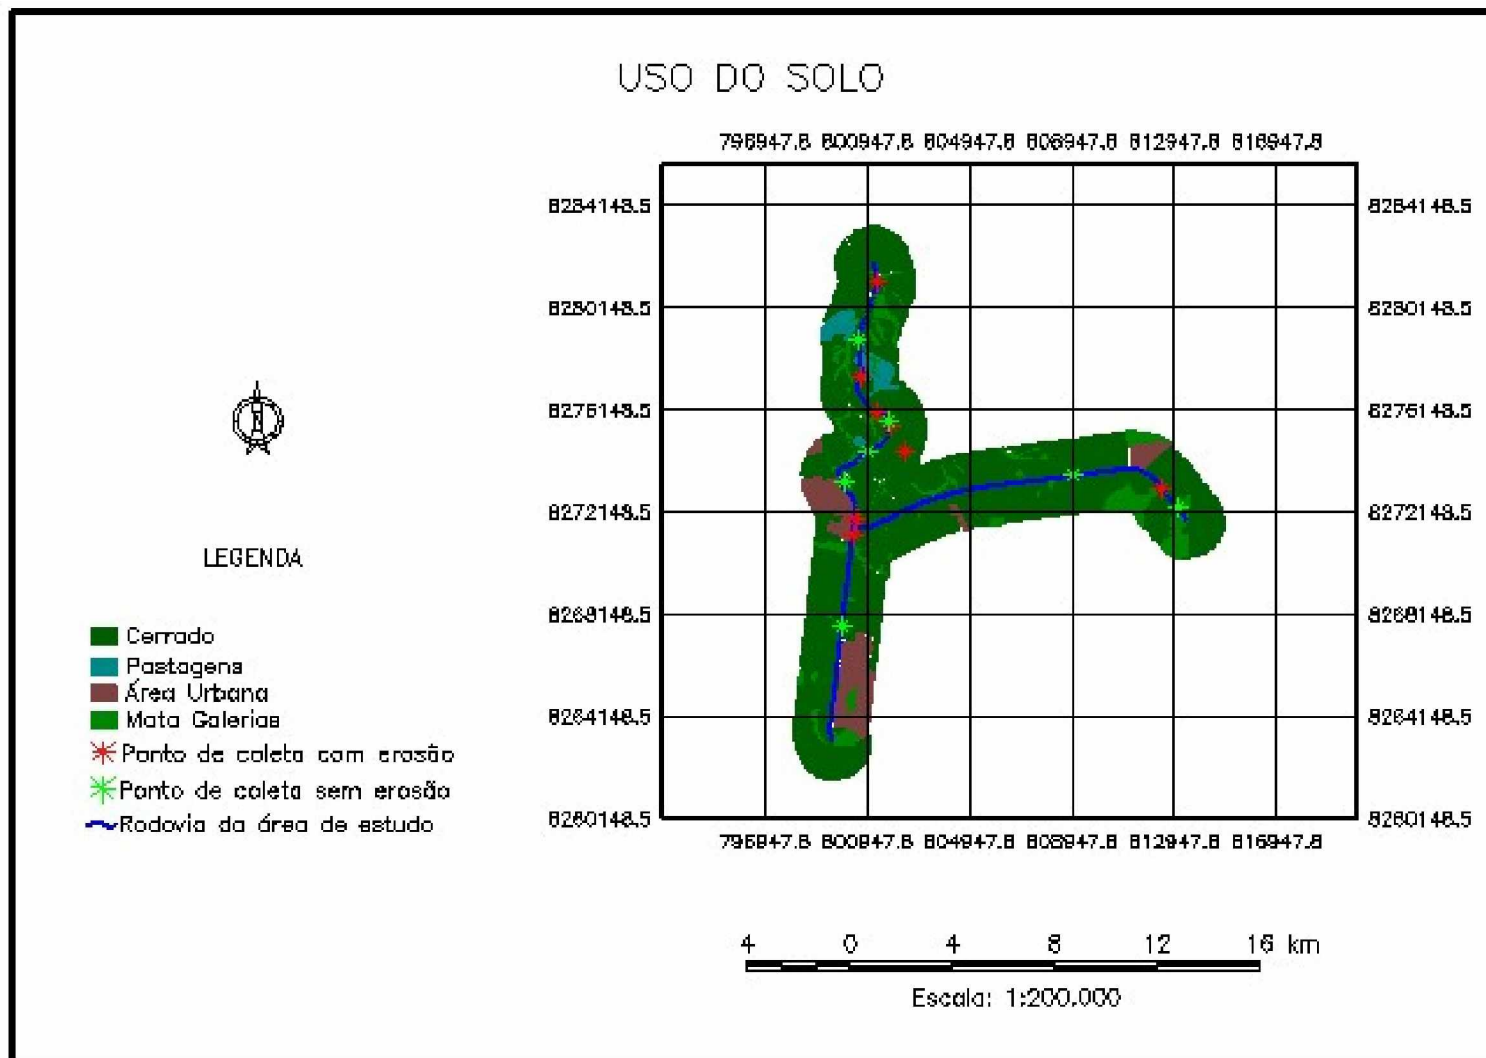 USO DO SOLO
796947.8 800947.8 804947.8 808947.8 812947.8 816947.8
8284148.5 8284148.5
8280148.5 8280148.5
8276148.5 8276148.5
8272148.5 8272148.5
8268148.5 8268148.5
8264148.5 8264148.5
8260148.5 8260148.5
796947.8 800947.8 804947.8 808947.8 812947.8 816947.8
N
LEGENDA
Cerrado
Pastagens
Área Urbana
Mata Galerias
Ponto de coleta com erosão
Ponto de coleta sem erosão
Rodovia da área de estudo
4 0 4 8 12 16 km
Escala: 1:200.000